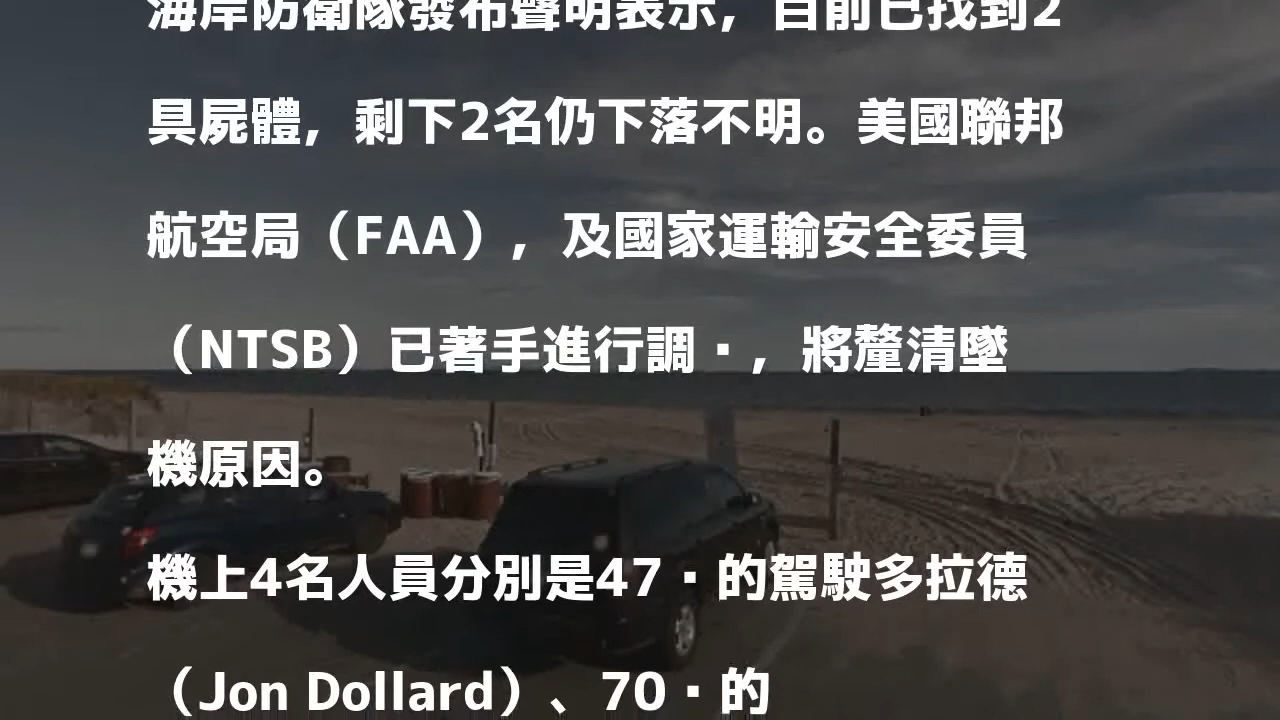 海岸防衛隊發布聲明表示，目前已找到2
具屍體，剩下2名仍下落不明。美國聯邦
航空局（FAA），及國家運輸安全委員
（NTSB）已著手進行調▪，將釐清墜
機原因。
機上4名人員分別是47▪的駕駛多拉德
（Jon Dollard）、70▪的